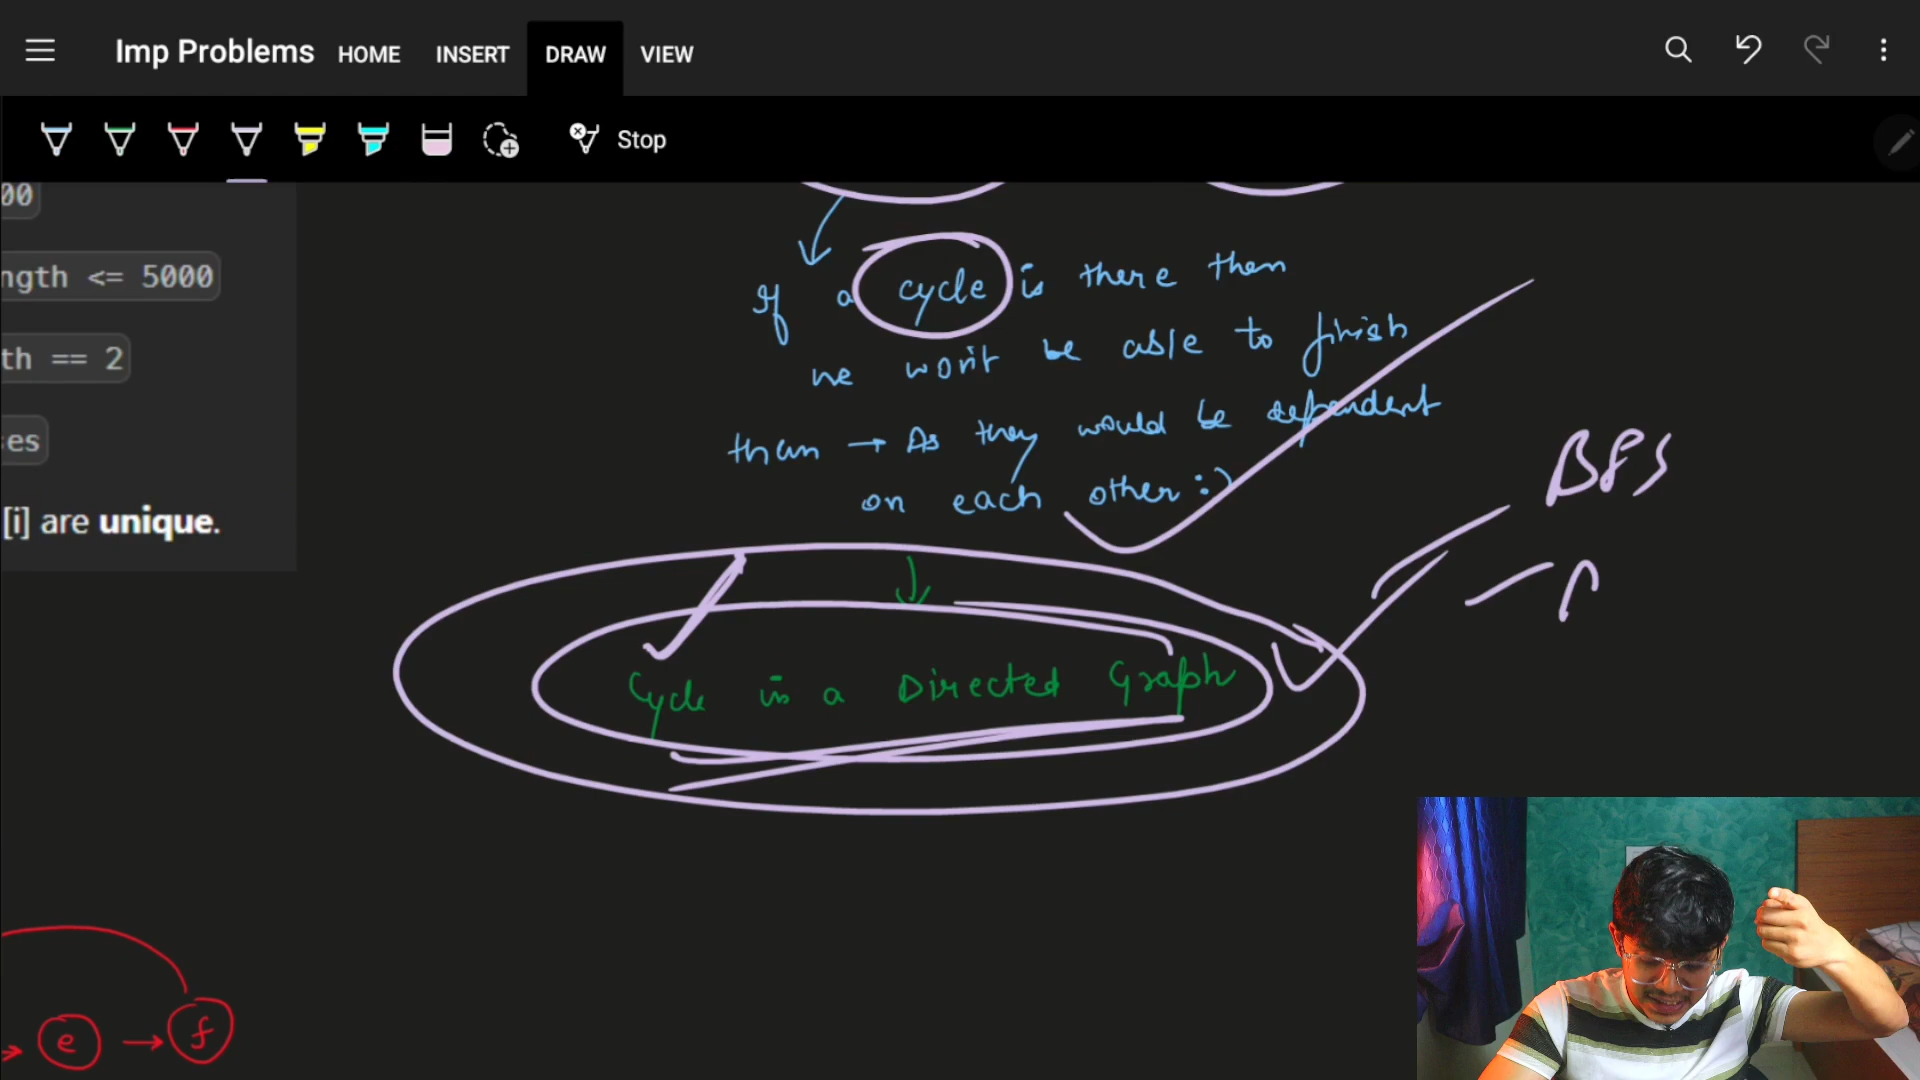 Imp Problems HOME INSERT DRAW VIEW
Stop
00
ngth <= 5000
th == 2
es
[i] are unique.
If a cycle is there then
we won't be able to finish
them → As they would be dependent
on each other :)
BFS
Cycle in a Directed Graph
e → f